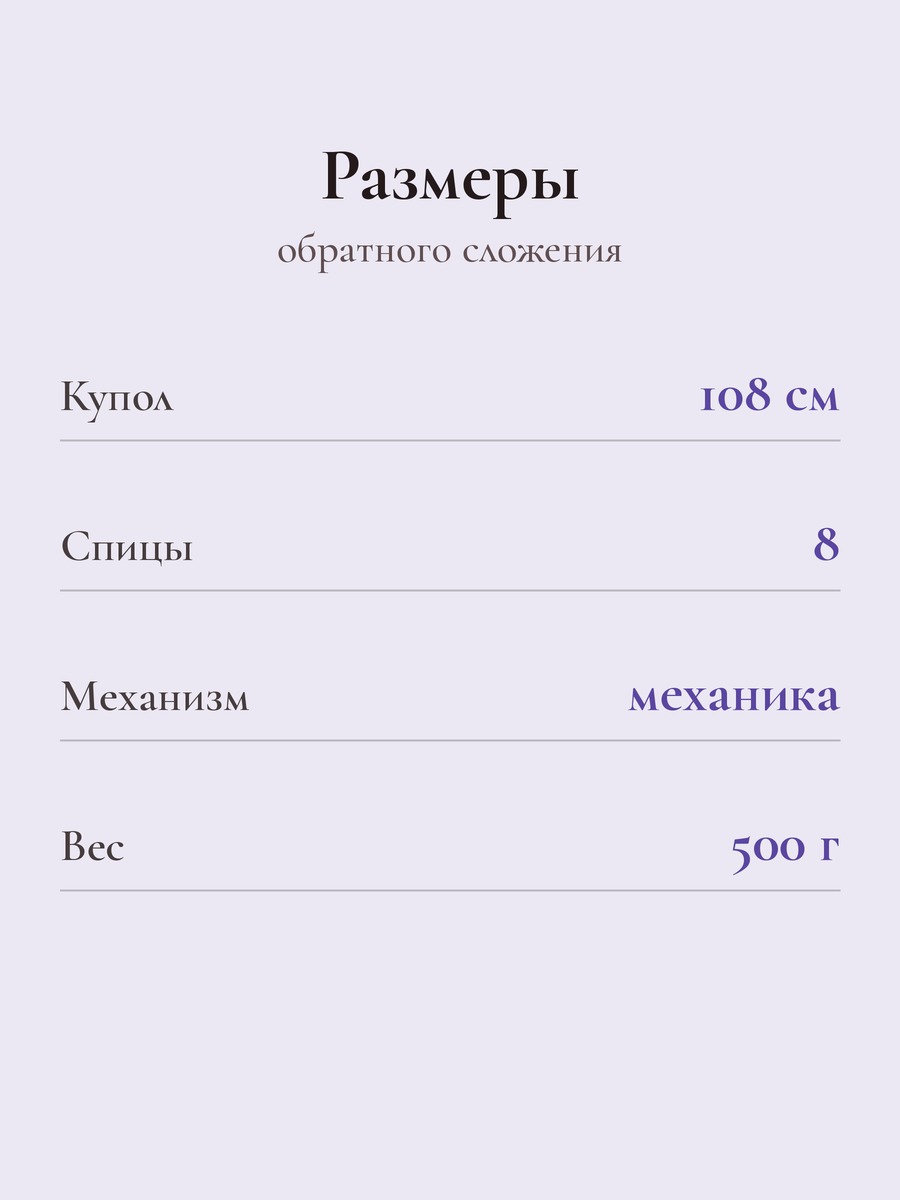 Размеры
обратного сложения
Купол 108 см
Спицы 8
Механизм механика
Вес 500 г